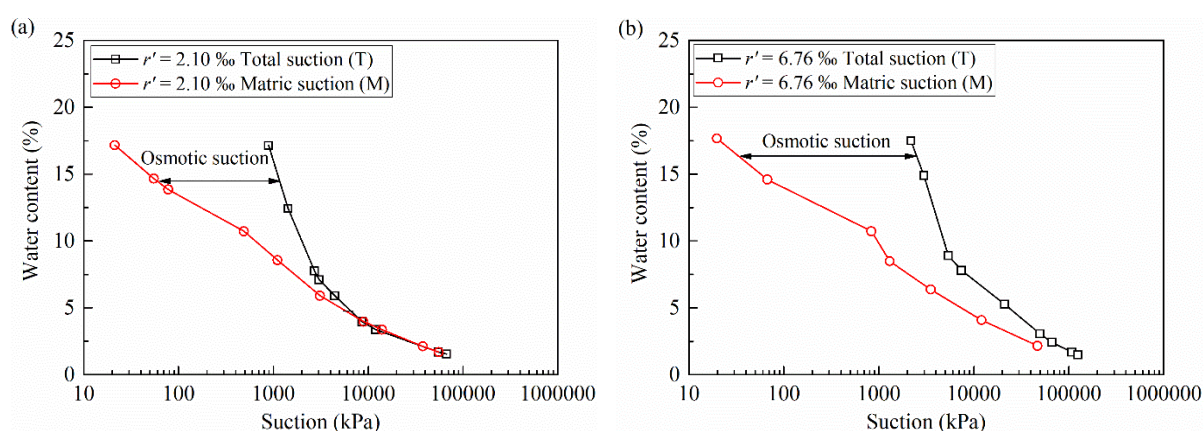 (a)
25
20
15
10
5
0
Water content (%)
r′ = 2.10 ‰ Total suction (T)
r′ = 2.10 ‰ Matric suction (M)
Osmotic suction
10 100 1000 10000 100000 1000000
Suction (kPa)
(b)
25
20
15
10
5
0
Water content (%)
r′ = 6.76 ‰ Total suction (T)
r′ = 6.76 ‰ Matric suction (M)
Osmotic suction
10 100 1000 10000 100000 1000000
Suction (kPa)